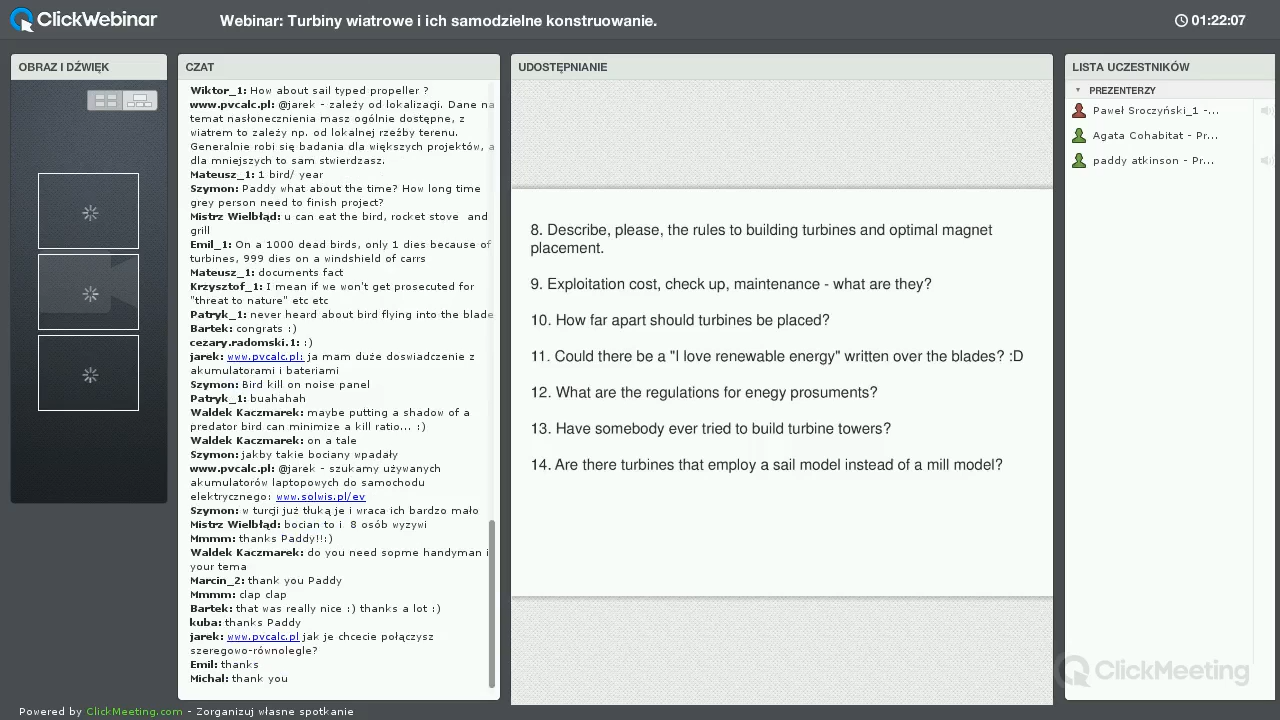 ClickWebinar
Webinar: Turbiny wiatrowe i ich samodzielne konstruowanie.
01:22:07
OBRAZ I DŹWIĘK
CZAT
Wiktor_1: How about sail typed propeller ?
www.pvcalc.pl: @jarek - zależy od lokalizacji. Dane na
temat nasłonecznienia masz ogólnie dostępne, z
wiatrem to zależy np. od lokalnej rzeźby terenu.
Generalnie robi się badania dla większych projektów, a
dla mniejszych to sam stwierdzasz.
Mateusz_1: 1 bird/ year
Szymon: Paddy what about the time? How long time
grey person need to finish project?
Mistrz Wielbłąd: u can eat the bird, rocket stove and
grill
Emil_1: On a 1000 dead birds, only 1 dies because of
turbines, 999 dies on a windshield of carrs
Mateusz_1: documents fact
Krzysztof_1: I mean if we won't get prosecuted for
"threat to nature" etc etc
Patryk_1: never heard about bird flying into the blade
Bartek: congrats :)
cezary.radomski.1: :)
jarek: www.pvcalc.pl: ja mam duże doswiadczenie z
akumulatorami i bateriami
Szymon: Bird kill on noise panel
Patryk_1: buahahah
Waldek Kaczmarek: maybe putting a shadow of a
predator bird can minimize a kill ratio... :)
Waldek Kaczmarek: on a tale
Szymon: jakby takie bociany wpadały
www.pvcalc.pl: @jarek - szukamy używanych
akumulatorów laptopowych do samochodu
elektrycznego: www.solwis.pl/ev
Szymon: w turcji już tłuką je i wraca ich bardzo mało
Mistrz Wielbłąd: bocian to i 8 osób wyzywi
Mmmm: thanks Paddy!!:)
Waldek Kaczmarek: do you need sopme handyman i
your tema
Marcin_2: thank you Paddy
Mmmm: clap clap
Bartek: that was really nice :) thanks a lot :)
kuba: thanks Paddy
jarek: www.pvcalc.pl jak je chcecie połączysz
szeregowo-równolegle?
Emil: thanks
Michal: thank you
UDOSTĘPNIANIE
8. Describe, please, the rules to building turbines and optimal magnet
placement.
9. Exploitation cost, check up, maintenance - what are they?
10. How far apart should turbines be placed?
11. Could there be a "I love renewable energy" written over the blades? :D
12. What are the regulations for enegy prosuments?
13. Have somebody ever tried to build turbine towers?
14. Are there turbines that employ a sail model instead of a mill model?
LISTA UCZESTNIKÓW
PREZENTERZY
Paweł Sroczyński_1 -...
Agata Cohabitat - Pr...
paddy atkinson - Pr...
ClickMeeting
Powered by ClickMeeting.com - Zorganizuj własne spotkanie